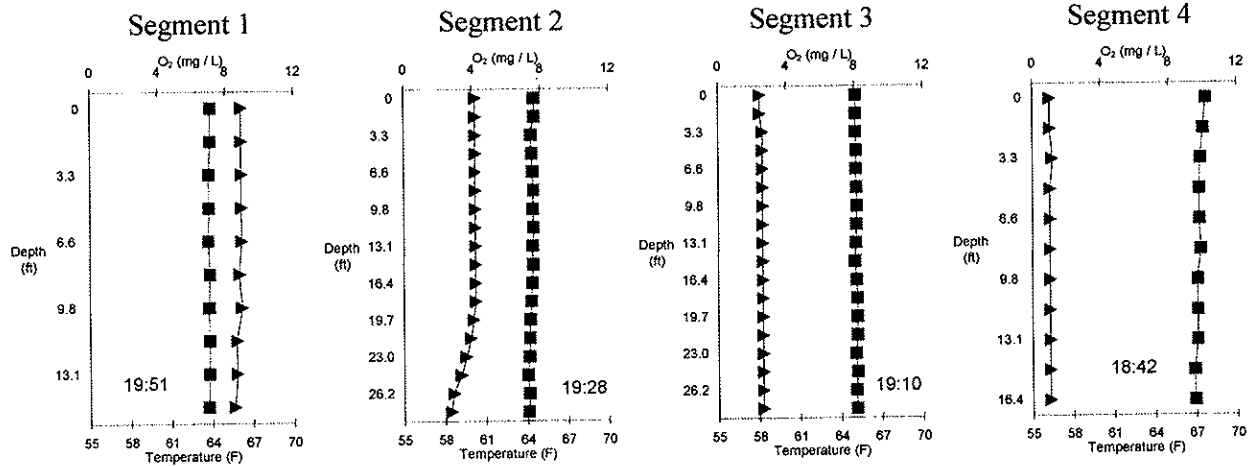 Segment 1
O₂ (mg / L)
0 4 8 12
0
3.3
6.6
Depth
(ft)
9.8
13.1
19:51
55 58 61 64 67 70
Temperature (F)
Segment 2
O₂ (mg / L)
0 4 8 12
0
3.3
6.6
9.8
13.1
Depth
(ft)
16.4
19.7
23.0
26.2
19:28
55 58 61 64 67 70
Temperature (F)
Segment 3
O₂ (mg / L)
0 4 8 12
0
3.3
6.6
9.8
13.1
Depth
(ft)
16.4
19.7
23.0
26.2
19:10
55 58 61 64 67 70
Temperature (F)
Segment 4
O₂ (mg / L)
0 4 8 12
0
3.3
6.6
Depth
(ft)
9.8
13.1
16.4
18:42
55 58 61 64 67 70
Temperature (F)